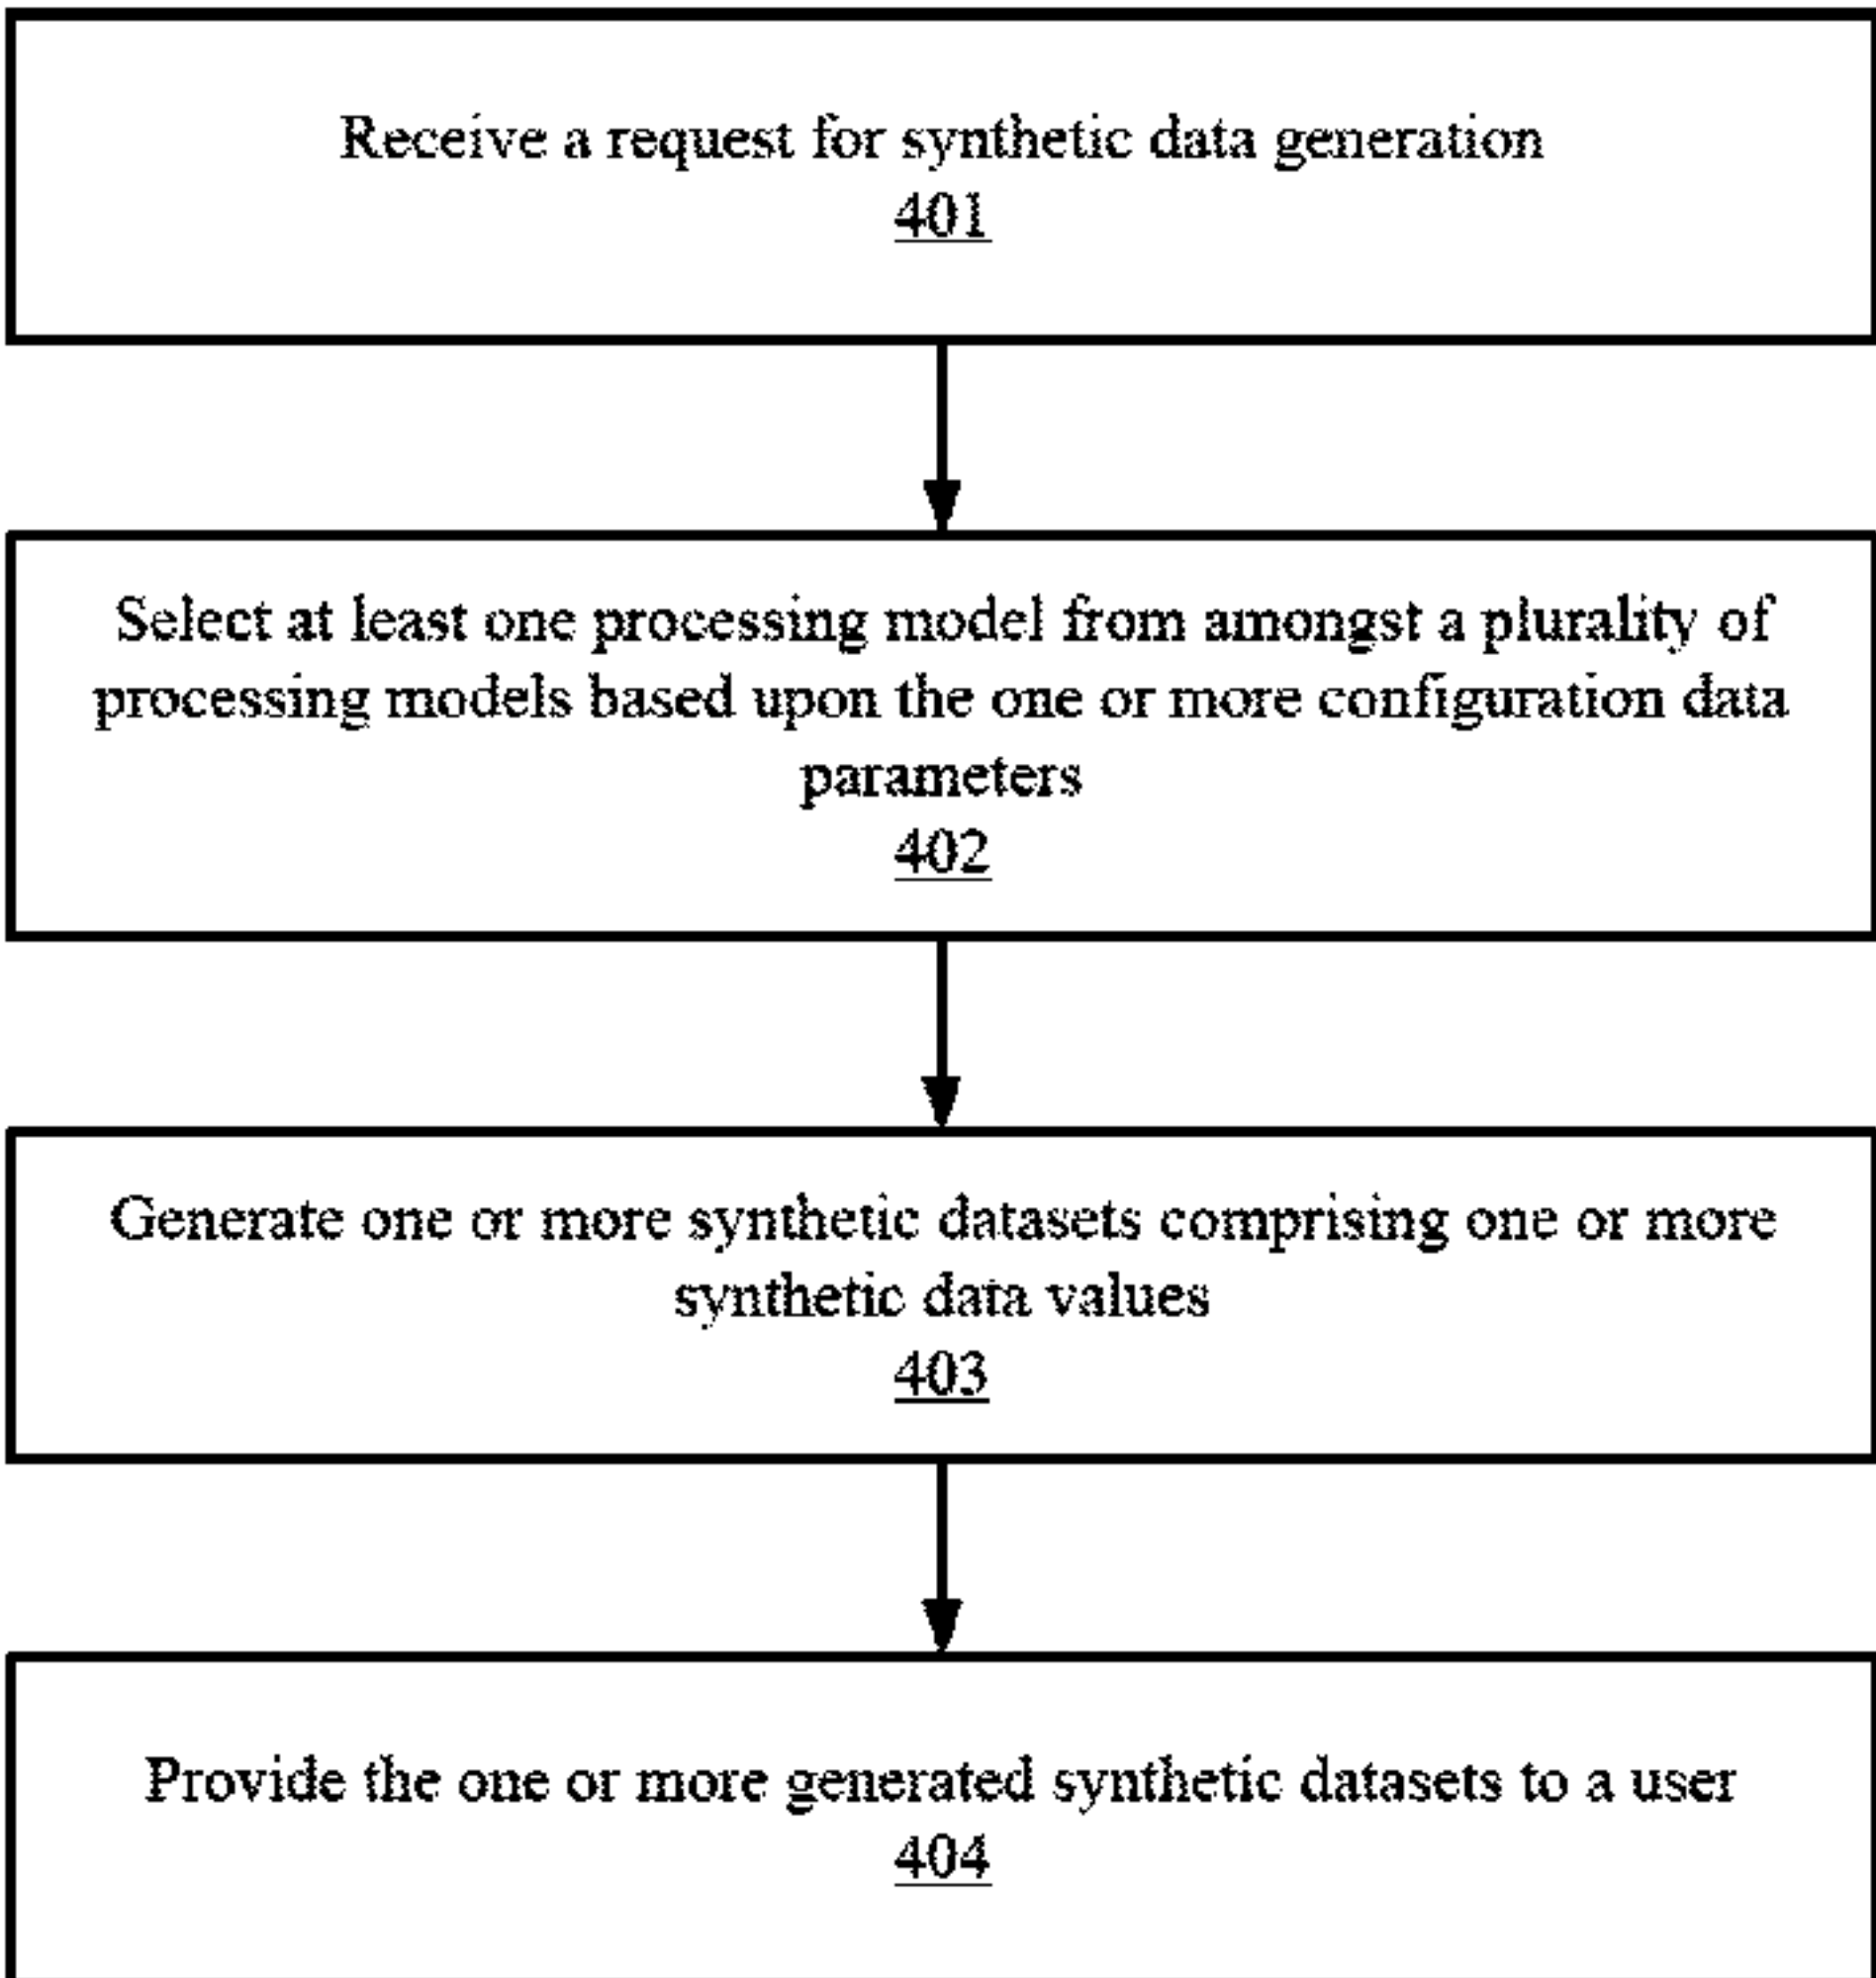 Receive a request for synthetic data generation
401
Select at least one processing model from amongst a plurality of
processing models based upon the one or more configuration data
parameters
402
Generate one or more synthetic datasets comprising one or more
synthetic data values
403
Provide the one or more generated synthetic datasets to a user
404